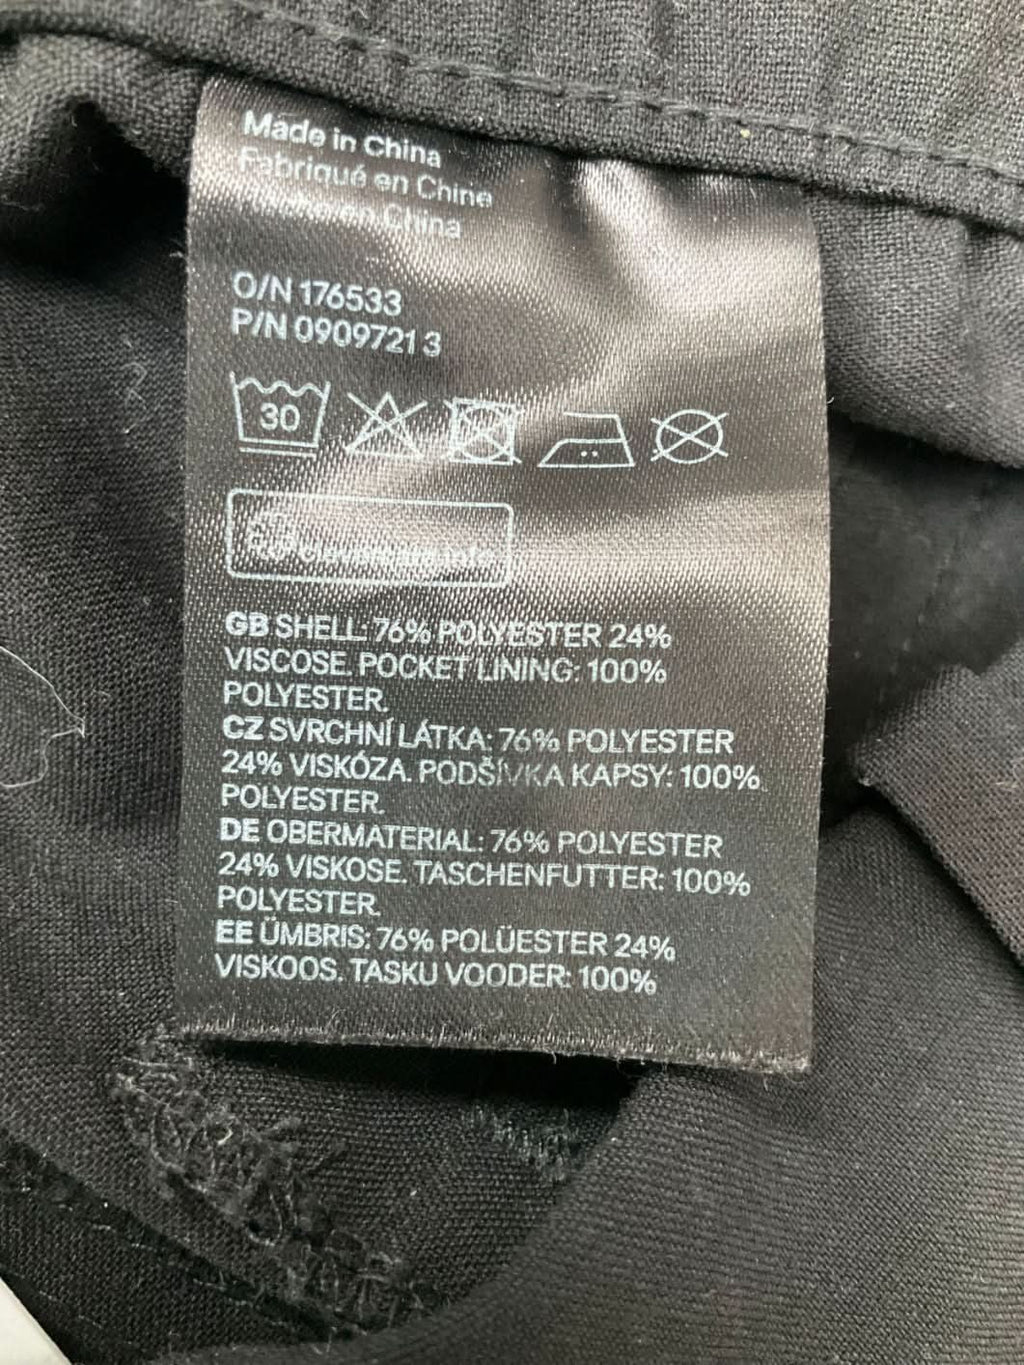 Made in China
Fabriqué en Chine
en China
O/N 176533
P/N 0909721 3
30
GB SHELL: 76% POLYESTER 24%
VISCOSE. POCKET LINING: 100%
POLYESTER.
CZ SVRCHNÍ LÁTKA: 76% POLYESTER
24% VISKÓZA. PODŠÍVKA KAPSY: 100%
POLYESTER.
DE OBERMATERIAL: 76% POLYESTER
24% VISKOSE. TASCHENFUTTER: 100%
POLYESTER.
EE ÜMBRIS: 76% POLÜESTER 24%
VISKOOS. TASKU VOODER: 100%